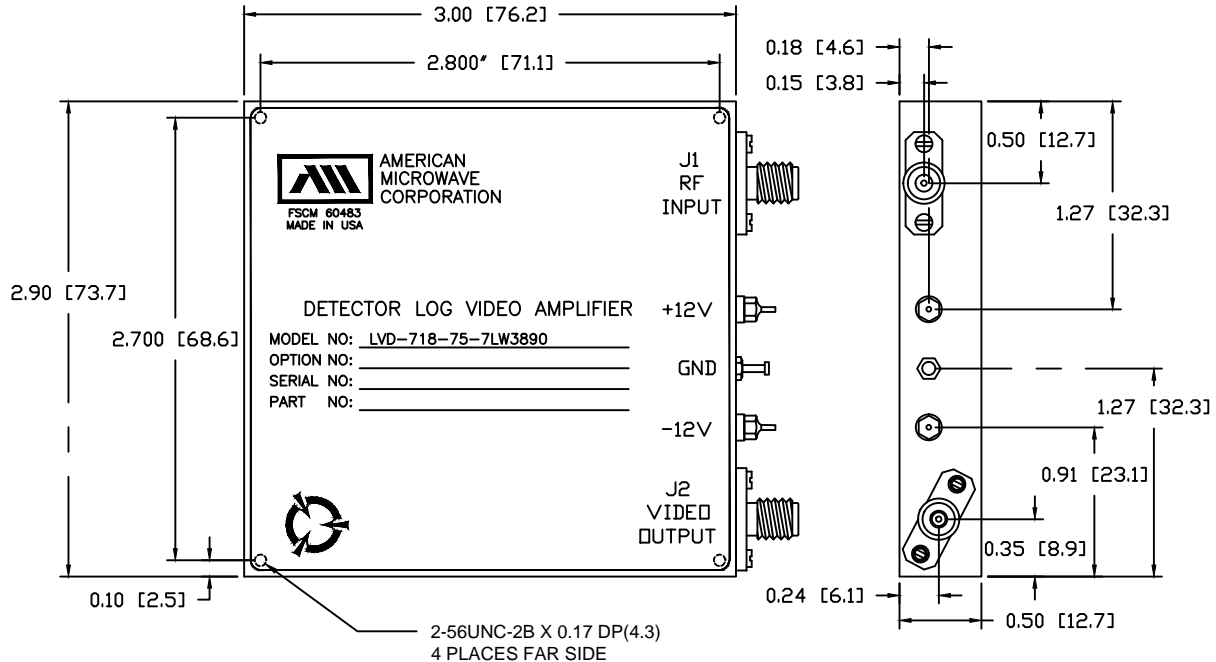 3.00 [76.2]
2.800" [71.1]
0.18 [4.6]
0.15 [3.8]
0.50 [12.7]
1.27 [32.3]
2.90 [73.7]
2.700 [68.6]
AMERICAN
MICROWAVE
CORPORATION
FSCM 60483
MADE IN USA
J1
RF
INPUT
DETECTOR LOG VIDEO AMPLIFIER
+12V
MODEL NO: LVD-718-75-7LW3890
OPTION NO:
SERIAL NO:
PART NO:
GND
-12V
J2
VIDEO
OUTPUT
1.27 [32.3]
0.91 [23.1]
0.35 [8.9]
0.10 [2.5]
0.24 [6.1]
0.50 [12.7]
2-56UNC-2B X 0.17 DP(4.3)
4 PLACES FAR SIDE